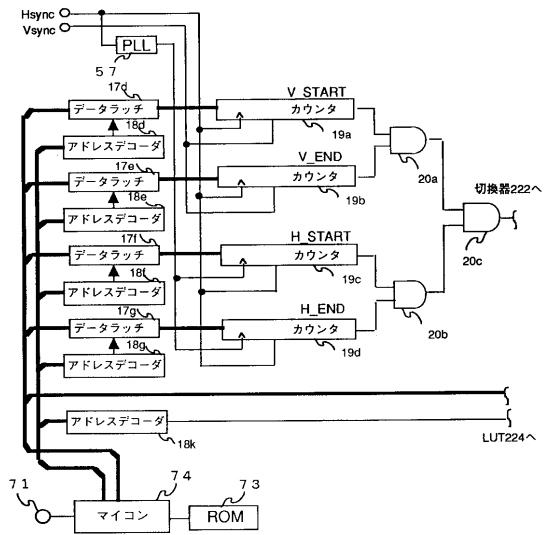 Hsync
Vsync
PLL
５７
17d
V_START
データラッチ
カウンタ
18d
19a
アドレスデコーダ
20a
17e
V_END
データラッチ
カウンタ
18e
19b
アドレスデコーダ
切換器222へ
20c
17f
H_START
データラッチ
カウンタ
18f
19c
アドレスデコーダ
20b
17g
H_END
データラッチ
カウンタ
18g
19d
アドレスデコーダ
アドレスデコーダ
18k
LUT224へ
７１
７４
７３
マイコン
ROM